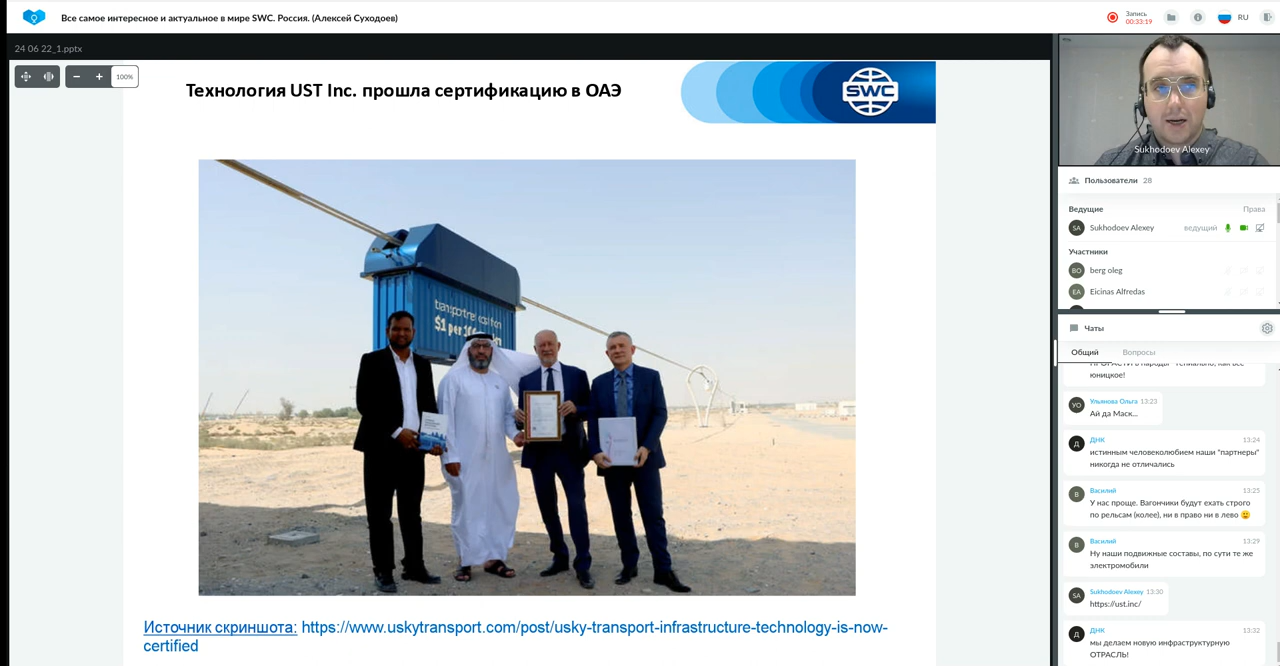 Все самое интересное и актуальное в мире SWC. Россия. (Алексей Суходоев)
Запись
00:33:19
RU
24 06 22_1.pptx
100%
Технология UST Inc. прошла сертификацию в ОАЭ
SWC
$1 per
Источник скриншота: https://www.uskytransport.com/post/usky-transport-infrastructure-technology-is-now-
certified
Sukhodoev Alexey
Пользователи 28
Ведущие Права
SA Sukhodoev Alexey ведущий
Участники
BO berg oleg
EA Eicinas Alfredas
Чаты
Общий Вопросы
юницкое!
УО Ульянова Ольга 13:23
Ай да Маск...
Д ДНК 13:24
истинным человеколюбием наши "партнеры"
никогда не отличались
В Василий 13:25
У нас проще. Вагончики будут ехать строго
по рельсам (колее), ни в право ни в лево 🙂
В Василий 13:29
Ну наши подвижные составы, по сути те же
электромобили
SA Sukhodoev Alexey 13:30
https://ust.inc/
Д ДНК 13:32
мы делаем новую инфраструктурную
ОТРАСЛЬ!